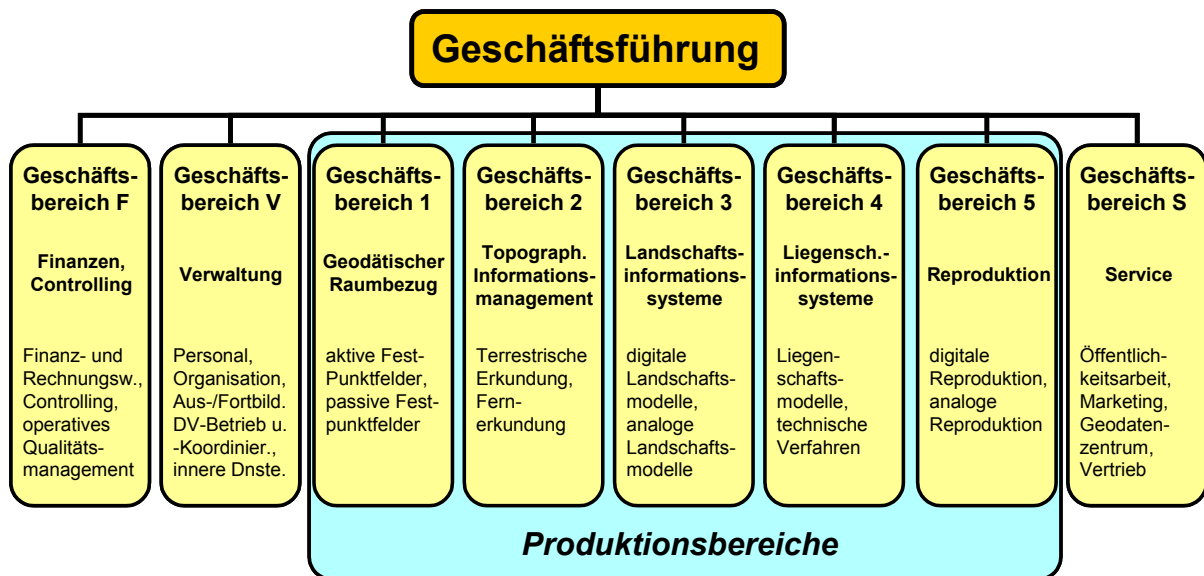 Geschäftsführung
Geschäfts-
bereich F
Finanzen,
Controlling
Finanz- und
Rechnungsw.,
Controlling,
operatives
Qualitäts-
management
Geschäfts-
bereich V
Verwaltung
Personal,
Organisation,
Aus-/Fortbild.
DV-Betrieb u.
-Koordinier.,
innere Dnste.
Geschäfts-
bereich 1
Geodätischer
Raumbezug
aktive Fest-
Punktfelder,
passive Fest-
punktfelder
Geschäfts-
bereich 2
Topograph.
Informations-
management
Terrestrische
Erkundung,
Fern-
erkundung
Geschäfts-
bereich 3
Landschafts-
informations-
systeme
digitale
Landschafts-
modelle,
analoge
Landschafts-
modelle
Geschäfts-
bereich 4
Liegensch.-
informations-
systeme
Liegen-
schafts-
modelle,
technische
Verfahren
Geschäfts-
bereich 5
Reproduktion
digitale
Reproduktion,
analoge
Reproduktion
Geschäfts-
bereich S
Service
Öffentlich-
keitsarbeit,
Marketing,
Geodaten-
zentrum,
Vertrieb
Produktionsbereiche